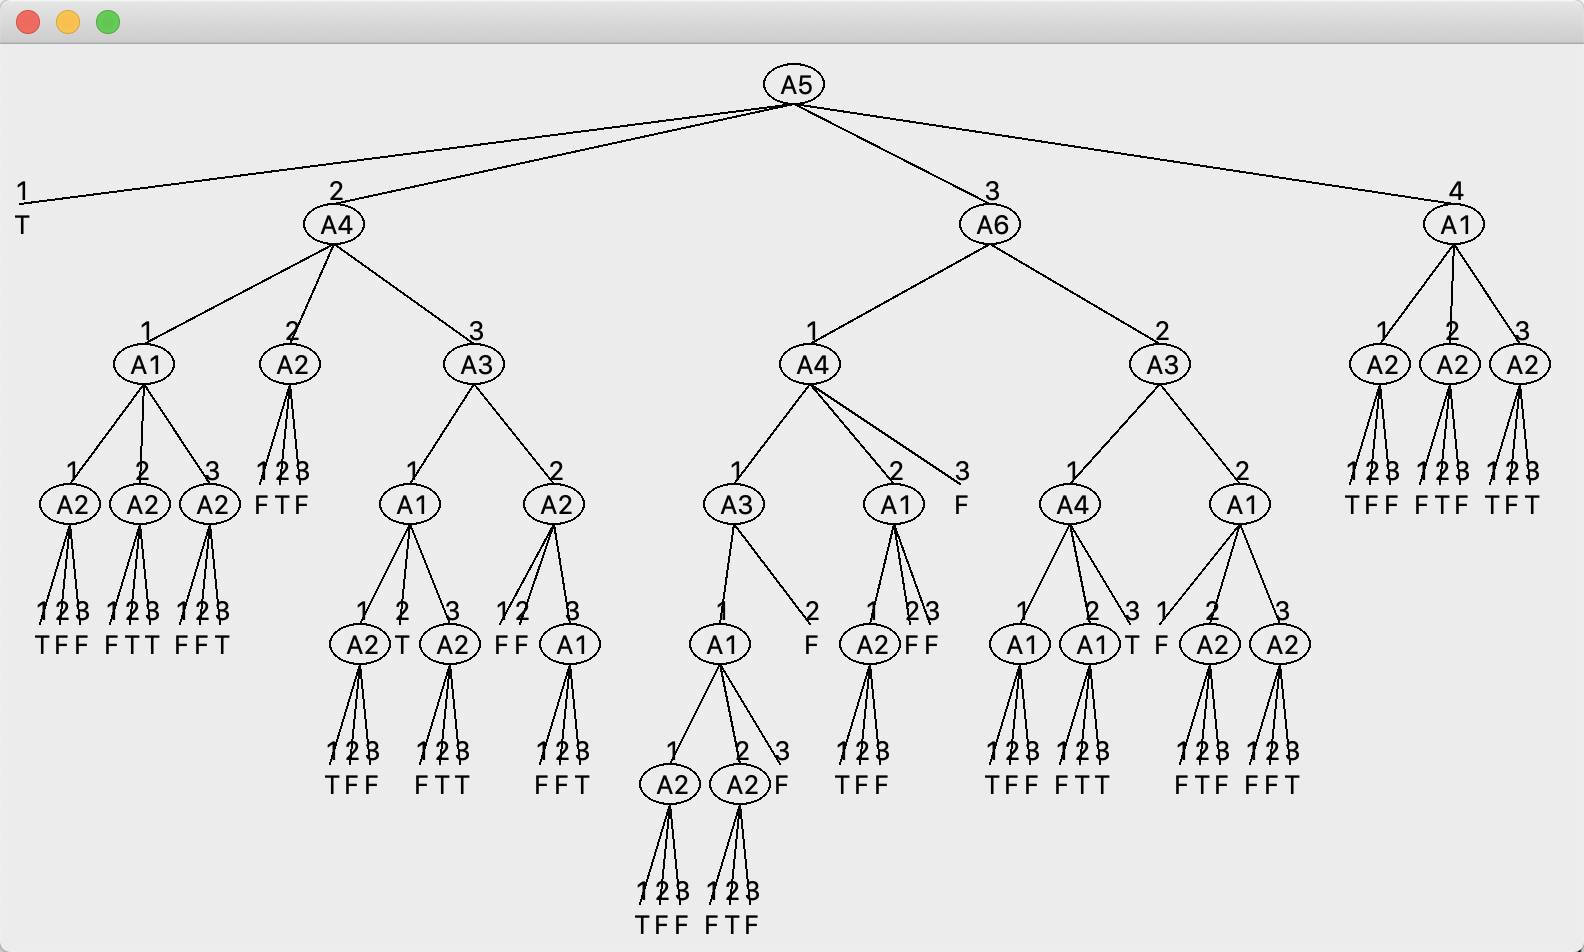 A5
1 2 3 4
T A4 A6 A1
1 2 3 1 2 1 2 3
A1 A2 A3 A4 A3 A2 A2 A2
1 2 3 1 2 3 1 2 1 2 3 1 2 1 2 3 1 2 3 1 2 3
A2 A2 A2 F T F A1 A2 A3 A1 F A4 A1 T F F F T F T F T
1 2 3 1 2 3 1 2 3 1 2 3 1 2 3 1 2 1 2 3 1 2 3 1 2 3
T F F F T T F F T A2 T A2 F F A1 A1 F A2 F F A1 A1 T F A2 A2
1 2 3 1 2 3 1 2 3 1 2 3 1 2 3 1 2 3 1 2 3 1 2 3 1 2 3
T F F F T T F F T A2 A2 F T F F T F F F T T F T F F F T
1 2 3 1 2 3
T F F F T F